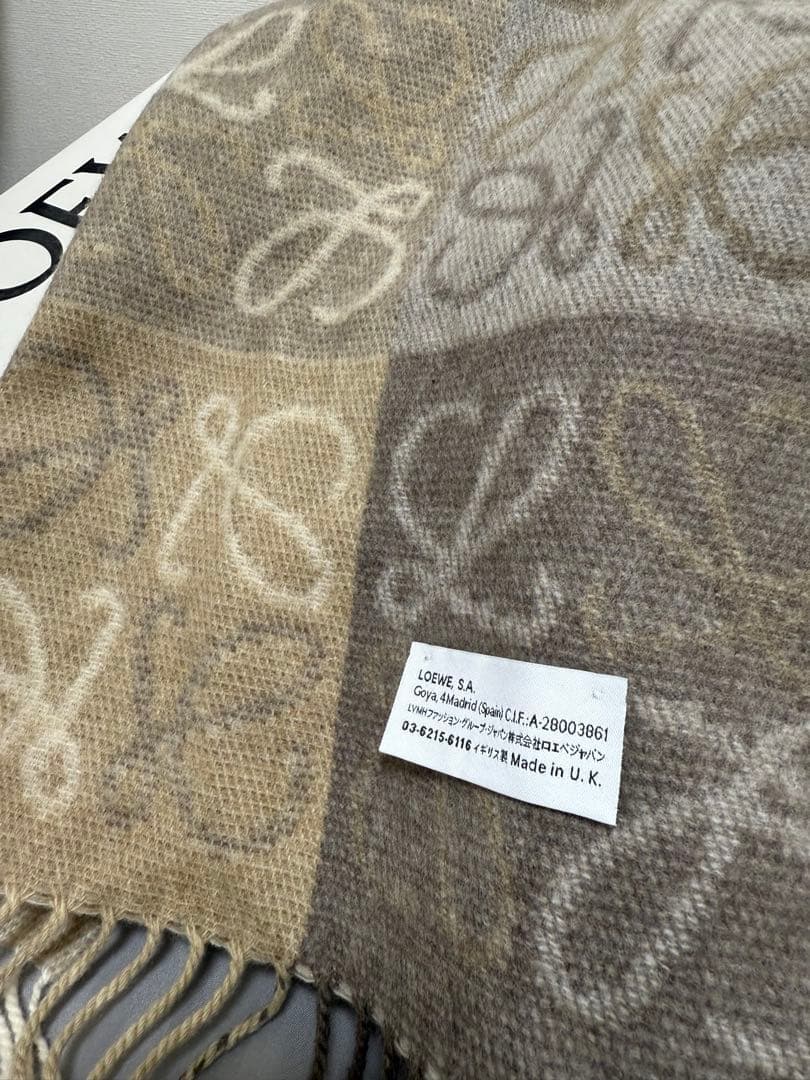 LOEWE
LOEWE, S.A.
Goya, 4 Madrid (Spain) C.I.F.:A-28003861
LVMHファッション・グループ・ジャパン株式会社ロエベジャパン
03-6215-6116 イギリス製 Made in U. K.